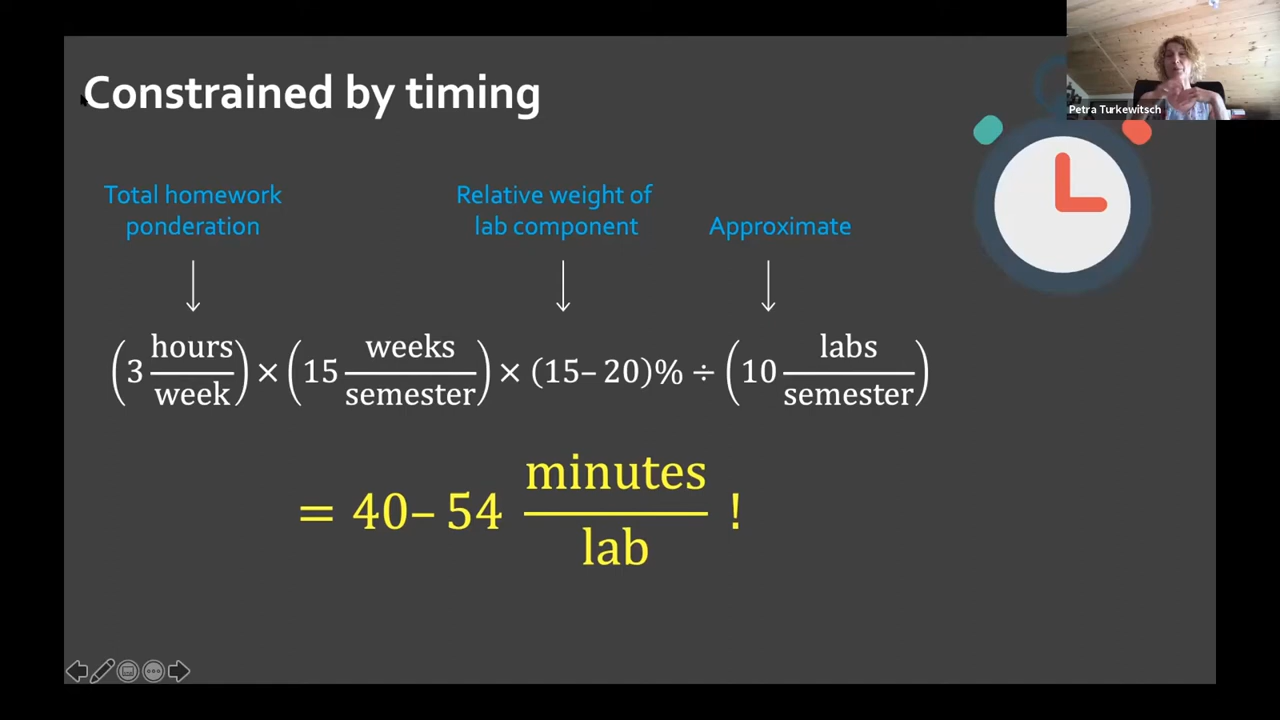 Constrained by timing
Petra Turkewitsch
Total homework
ponderation
Relative weight of
lab component
Approximate
(3 hours/week) × (15 weeks/semester) × (15–20)% ÷ (10 labs/semester)
= 40–54 minutes/lab !